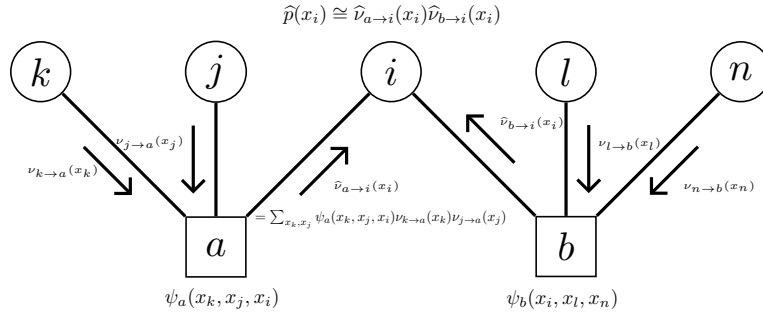 p̂(x_i) ≅ ν̂_{a→i}(x_i)ν̂_{b→i}(x_i)
k
j
i
l
n
ν_{k→a}(x_k)
ν_{j→a}(x_j)
ν̂_{a→i}(x_i)
= ∑_{x_k,x_j} ψ_a(x_k, x_j, x_i)ν_{k→a}(x_k)ν_{j→a}(x_j)
ν̂_{b→i}(x_i)
ν_{l→b}(x_l)
ν_{n→b}(x_n)
a
b
ψ_a(x_k, x_j, x_i)
ψ_b(x_i, x_l, x_n)